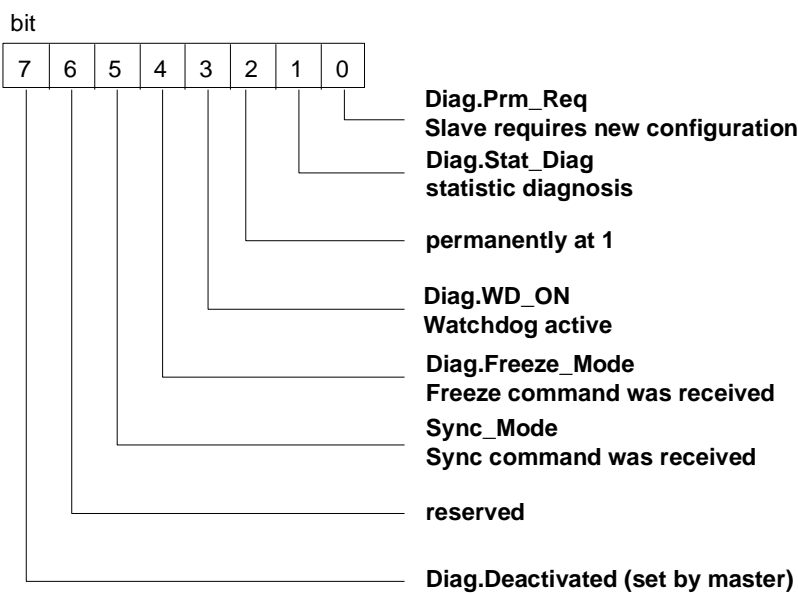 bit
7 6 5 4 3 2 1 0
Diag.Prm_Req
Slave requires new configuration
Diag.Stat_Diag
statistic diagnosis
permanently at 1
Diag.WD_ON
Watchdog active
Diag.Freeze_Mode
Freeze command was received
Sync_Mode
Sync command was received
reserved
Diag.Deactivated (set by master)